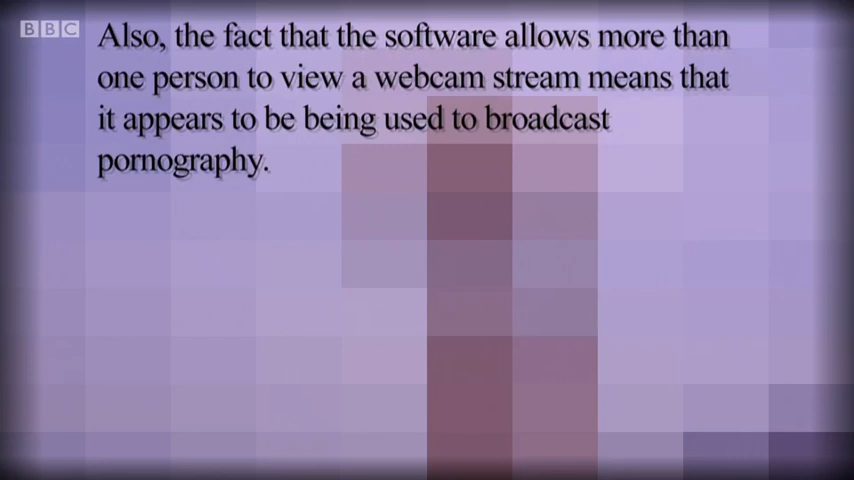 BBC
Also, the fact that the software allows more than
one person to view a webcam stream means that
it appears to be being used to broadcast
pornography.